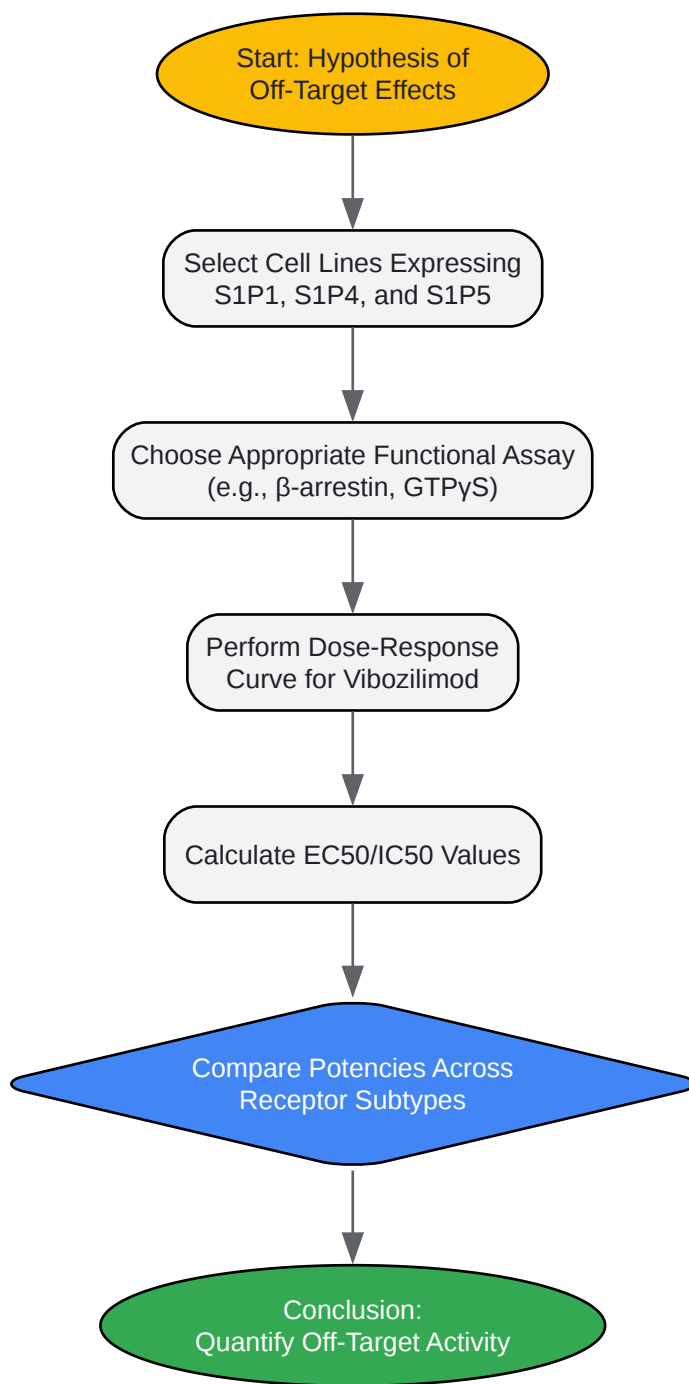 Start: Hypothesis of
Off-Target Effects
Select Cell Lines Expressing
S1P1, S1P4, and S1P5
Choose Appropriate Functional Assay
(e.g., β-arrestin, GTPγS)
Perform Dose-Response
Curve for Vibozilimod
Calculate EC50/IC50 Values
Compare Potencies Across
Receptor Subtypes
Conclusion:
Quantify Off-Target Activity